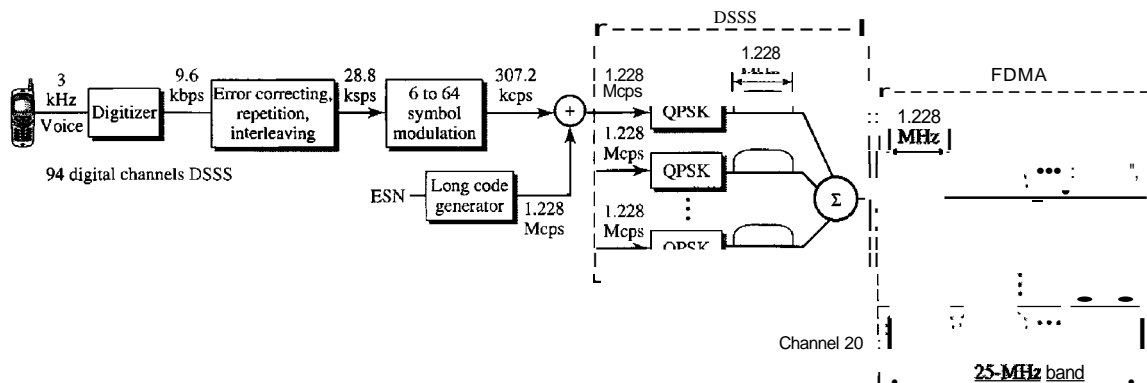 DSSS
3
kHz
Voice
Digitizer
9.6
kbps
Error correcting,
repetition,
interleaving
28.8
ksps
6 to 64
symbol
modulation
307.2
kcps
+
1.228
Mcps
QPSK
1.228
FDMA
1.228
MHz
94 digital channels DSSS
ESN
Long code
generator
1.228
Mcps
1.228
Mcps
QPSK
1.228
Mcps
QPSK
Σ
Channel 20
25-MHz band